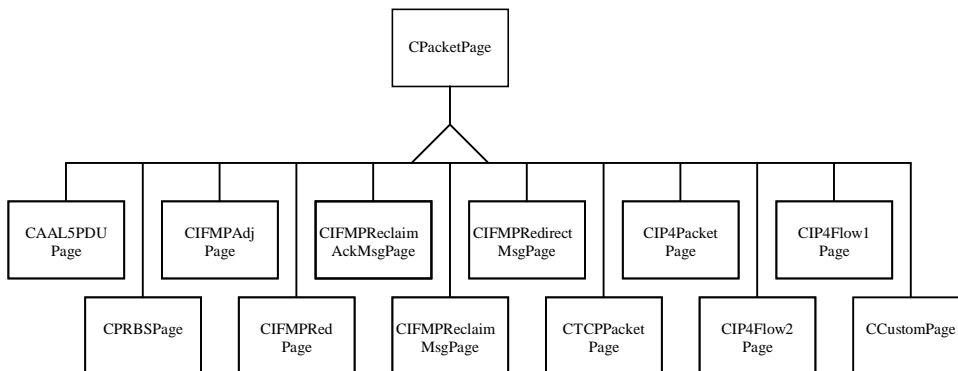 CPacketPage
CAAL5PDU
Page
CIFMPAdj
Page
CIFMPReclaim
AckMsgPage
CIFMPRedirect
MsgPage
CIP4Packet
Page
CIP4Flow1
Page
CPRBSPage
CIFMPRed
Page
CIFMPReclaim
MsgPage
CTCPPacket
Page
CIP4Flow2
Page
CCustomPage